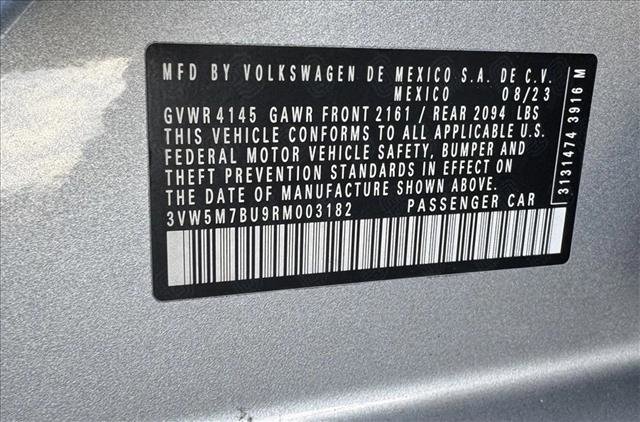 MFD BY VOLKSWAGEN DE MEXICO S.A. DE C.V.
MEXICO 08/23
GVWR 4145 GAWR FRONT 2161 / REAR 2094 LBS
THIS VEHICLE CONFORMS TO ALL APPLICABLE U.S.
FEDERAL MOTOR VEHICLE SAFETY, BUMPER AND
THEFT PREVENTION STANDARDS IN EFFECT ON
THE DATE OF MANUFACTURE SHOWN ABOVE.
3VW5M7BU9RM003182 PASSENGER CAR
3131474 3916 M